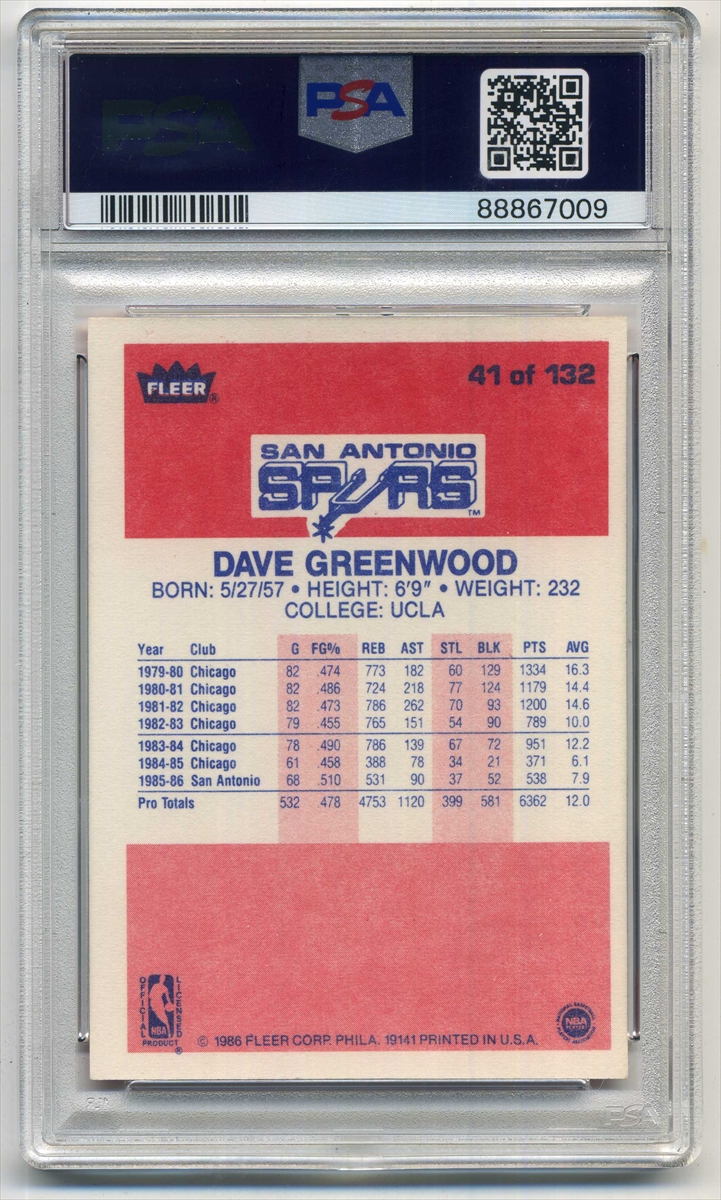 PSA PSA
88867009
FLEER® 41 of 132
SAN ANTONIO
SPURS™
DAVE GREENWOOD
BORN: 5/27/57 • HEIGHT: 6'9" • WEIGHT: 232
COLLEGE: UCLA
Year Club G FG% REB AST STL BLK PTS AVG
1979-80 Chicago 82 .474 773 182 60 129 1334 16.3
1980-81 Chicago 82 .486 724 218 77 124 1179 14.4
1981-82 Chicago 82 .473 786 262 70 93 1200 14.6
1982-83 Chicago 79 .455 765 151 54 90 789 10.0
1983-84 Chicago 78 .490 786 139 67 72 951 12.2
1984-85 Chicago 61 .458 388 78 34 21 371 6.1
1985-86 San Antonio 68 .510 531 90 37 52 538 7.9
Pro Totals 532 .478 4753 1120 399 581 6362 12.0
OFFICIAL NBA LICENSED
PRODUCT®
© 1986 FLEER CORP. PHILA. 19141 PRINTED IN U.S.A.
NBA
PLAYERS
PSA